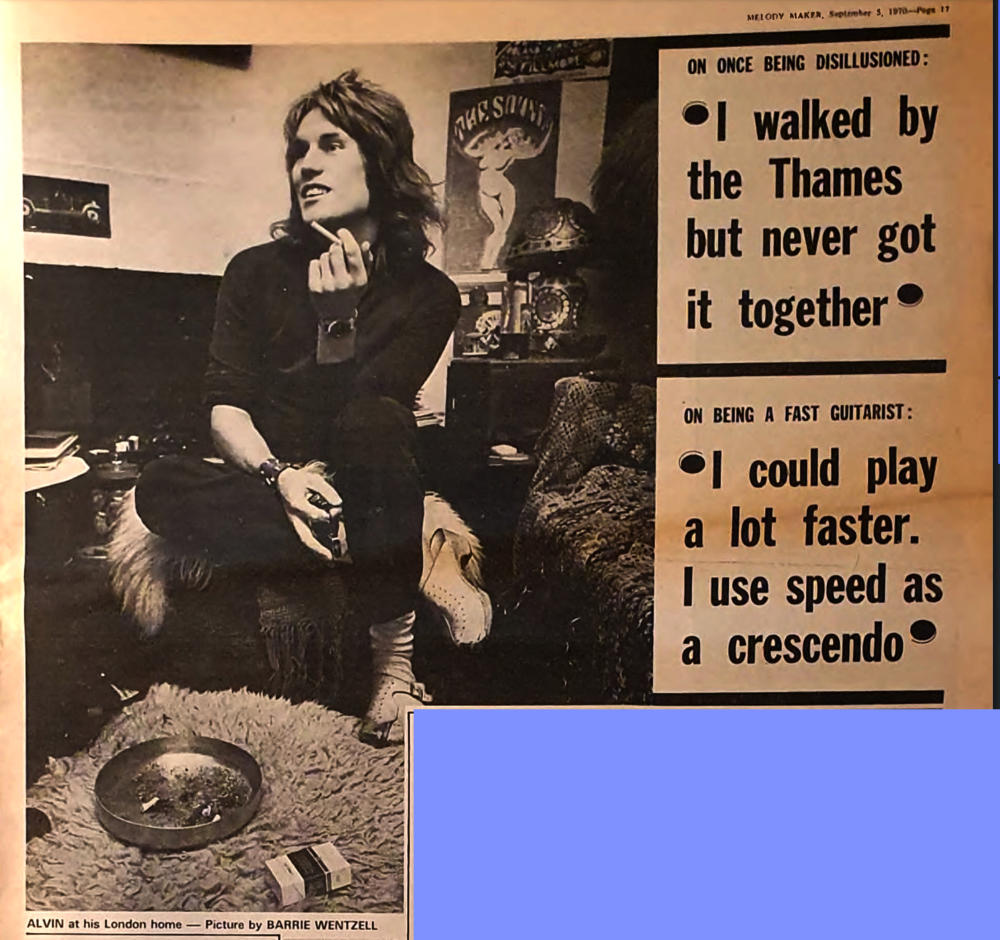 MELODY MAKER, September 5, 1970—Page 17
THE SATYR
ON ONCE BEING DISILLUSIONED:
I walked by
the Thames
but never got
it together
ON BEING A FAST GUITARIST:
I could play
a lot faster.
I use speed as
a crescendo
ALVIN at his London home — Picture by BARRIE WENTZELL